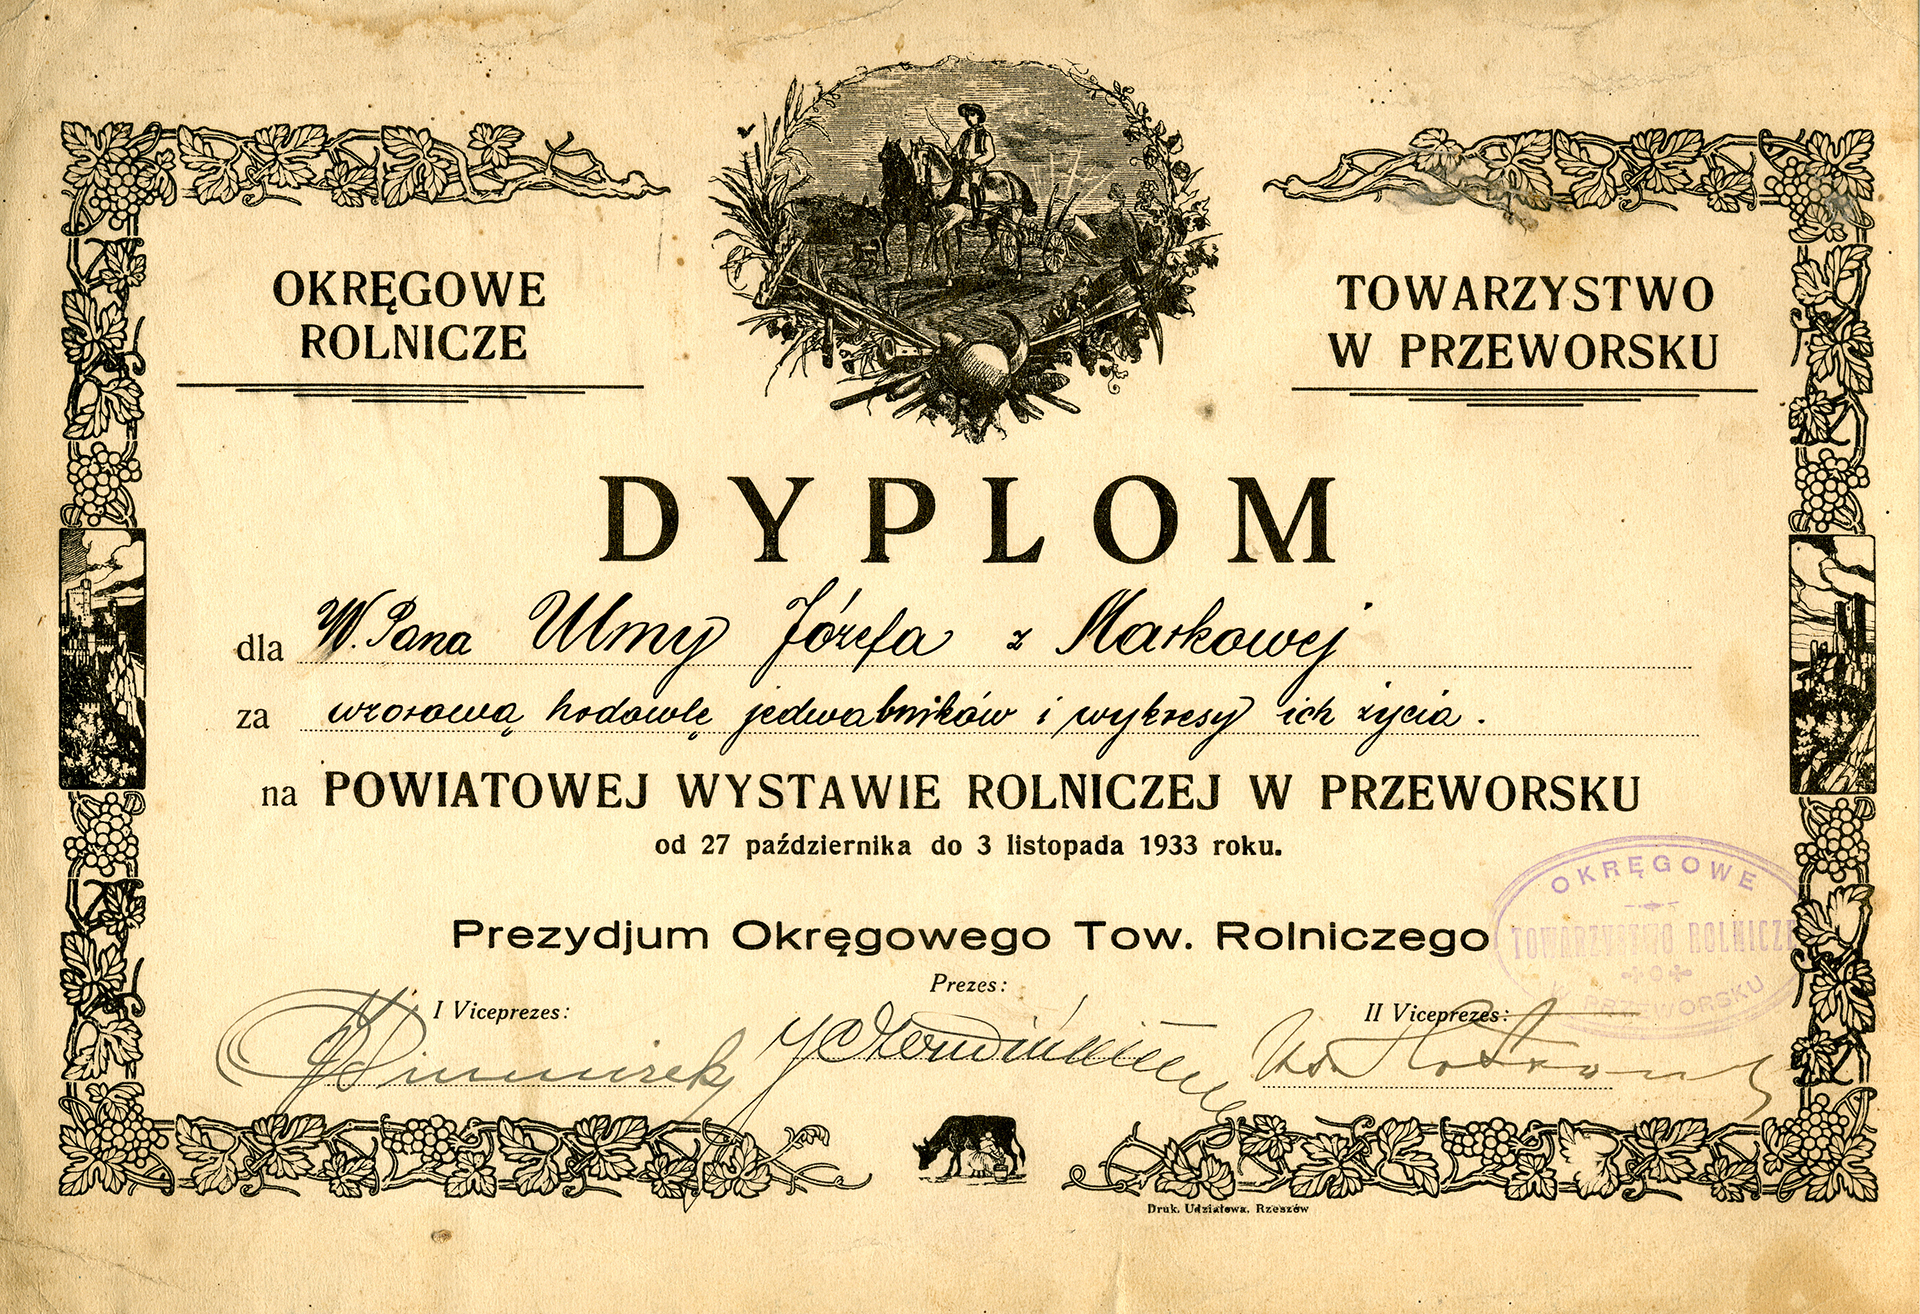 OKRĘGOWE
ROLNICZE
TOWARZYSTWO
W PRZEWORSKU
DYPLOM
dla W. Pana Ulmy Józefa z Markowej
za wzorową hodowlę jedwabników i wykresy ich życia.
na POWIATOWEJ WYSTAWIE ROLNICZEJ W PRZEWORSKU
od 27 października do 3 listopada 1933 roku.
OKRĘGOWE
TOWARZYSTWO ROLNICZE
W PRZEWORSKU
Prezydjum Okręgowego Tow. Rolniczego
Prezes:
I Viceprezes:
II Viceprezes:
Druk. Udziałowa. Rzeszów